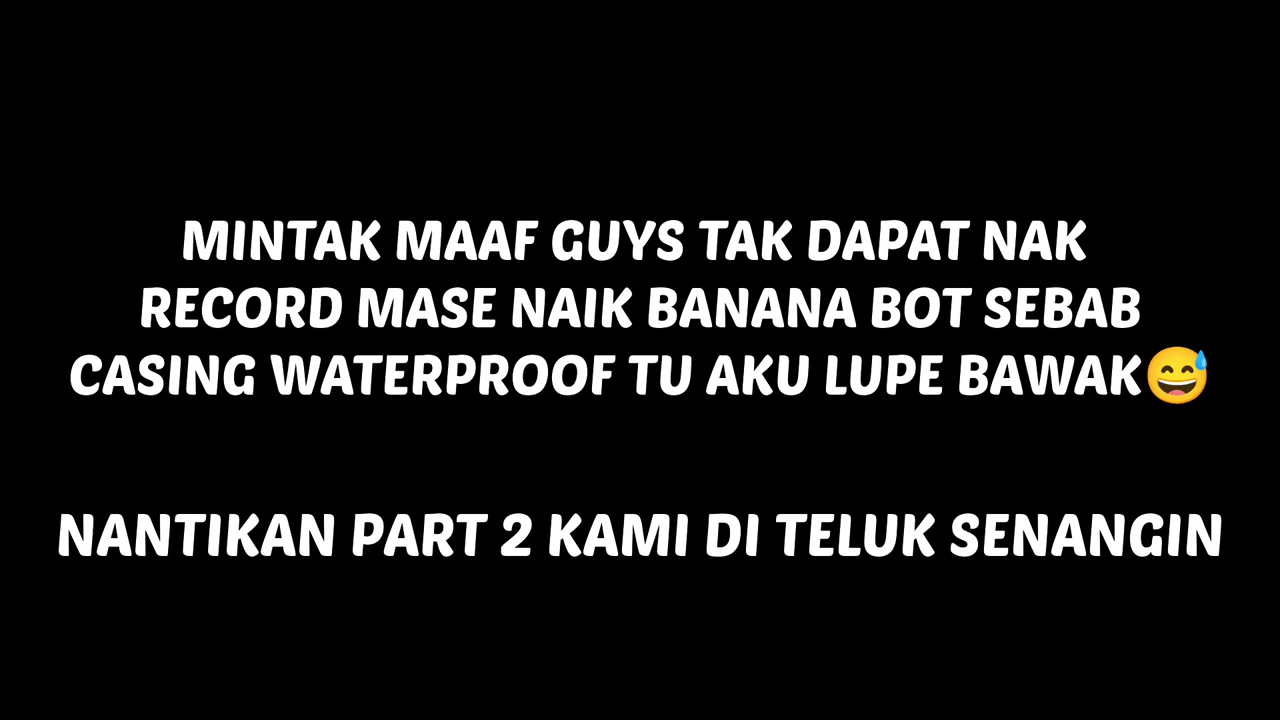 MINTAK MAAF GUYS TAK DAPAT NAK
RECORD MASE NAIK BANANA BOT SEBAB
CASING WATERPROOF TU AKU LUPE BAWAK😅
NANTIKAN PART 2 KAMI DI TELUK SENANGIN